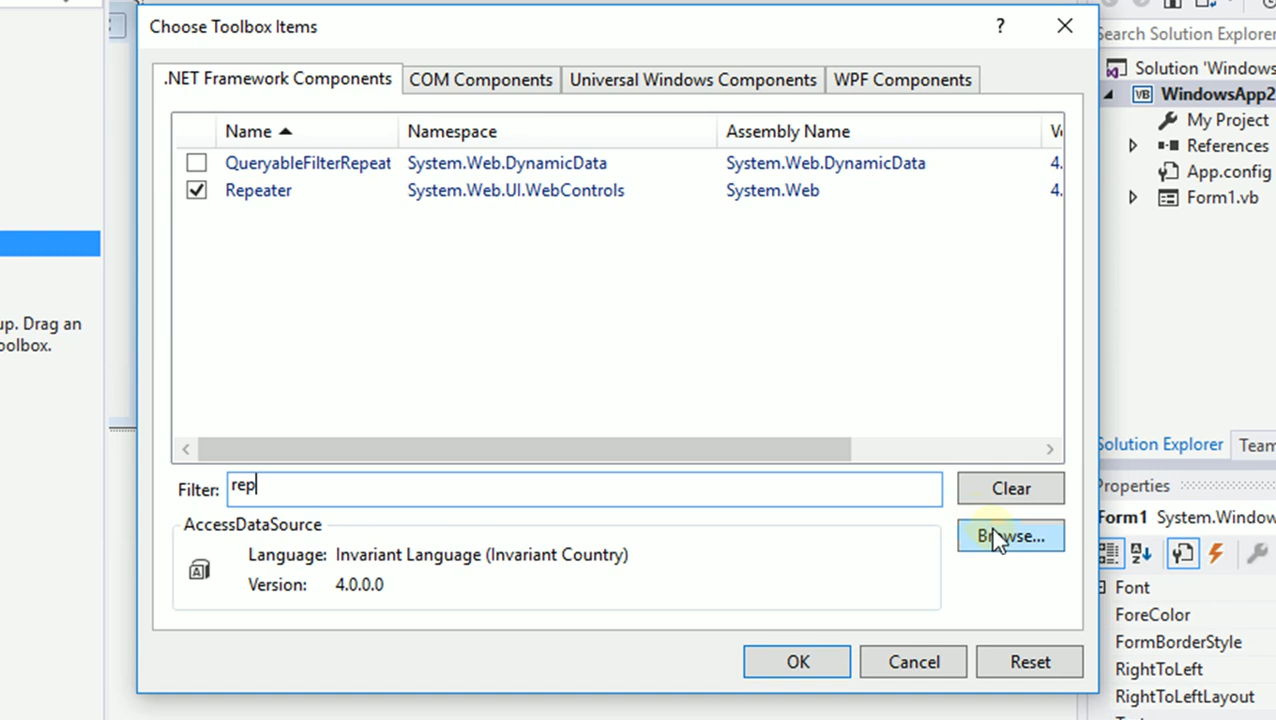 Choose Toolbox Items
?
.NET Framework Components
COM Components
Universal Windows Components
WPF Components
Name
Namespace
Assembly Name
QueryableFilterRepeat
System.Web.DynamicData
System.Web.DynamicData
4.
Repeater
System.Web.UI.WebControls
System.Web
4.
Filter:
rep
Clear
AccessDataSource
Language: Invariant Language (Invariant Country)
Version: 4.0.0.0
Browse...
OK
Cancel
Reset
up. Drag an
oolbox.
Search Solution Explorer
Solution 'Windows
VB WindowsApp2
My Project
References
App.config
Form1.vb
Solution Explorer
Team
Properties
Form1 System.Window
Font
ForeColor
FormBorderStyle
RightToLeft
RightToLeftLayout